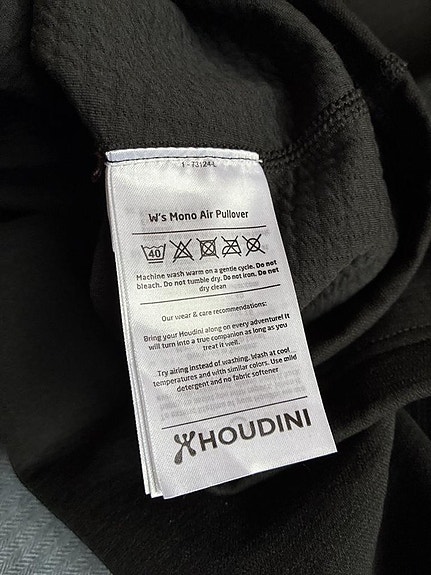 1 - 73124-L
W's Mono Air Pullover
40
Machine wash warm on a gentle cycle. Do not
bleach. Do not tumble dry. Do not iron. Do not
dry clean
Our wear & care recommendations:
Bring your Houdini along on every adventure! It
will turn into a true companion as long as you
treat it well.
Try airing instead of washing. Wash at cool
temperatures and with similar colors. Use mild
detergent and no fabric softener
HOUDINI